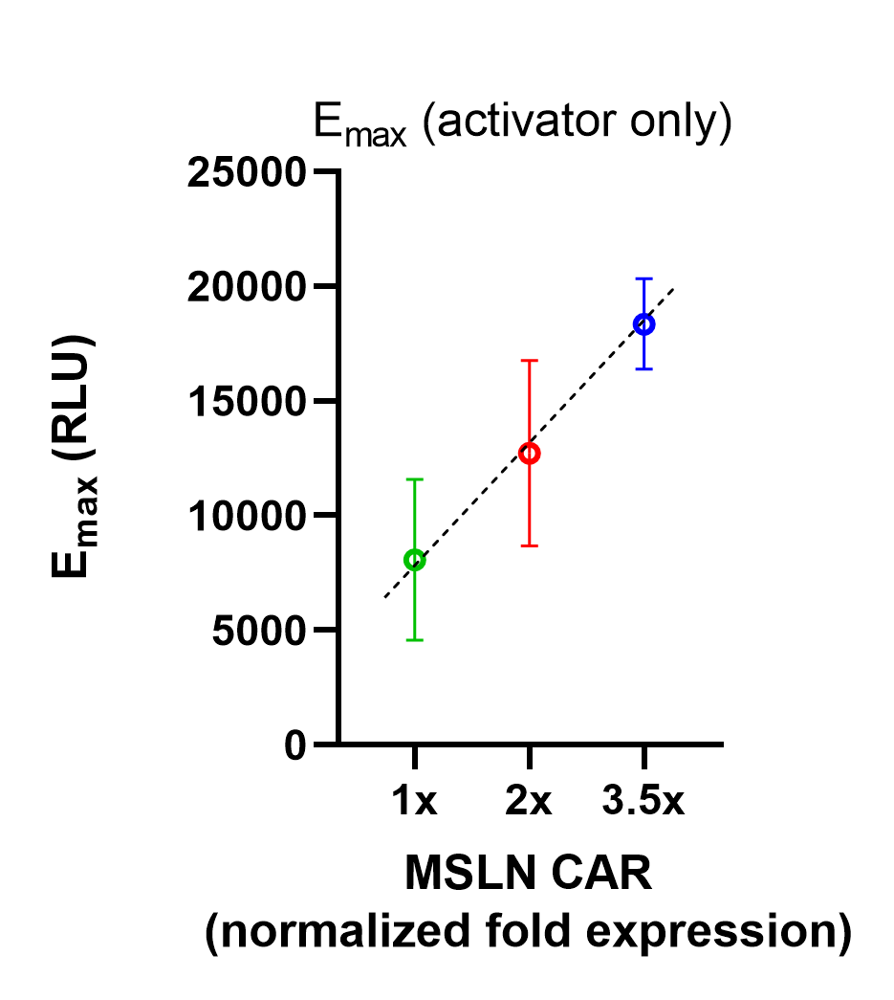 Emax (activator only)
25000
20000
15000
10000
5000
0
Emax (RLU)
1x 2x 3.5x
MSLN CAR
(normalized fold expression)